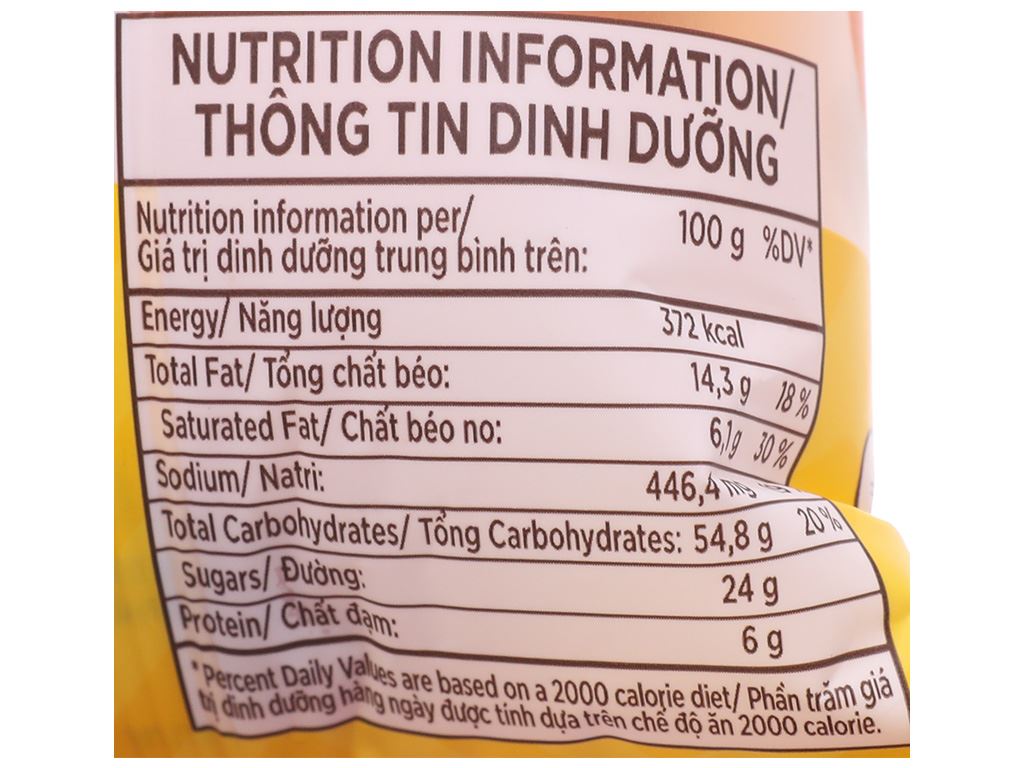 NUTRITION INFORMATION/
THÔNG TIN DINH DƯỠNG
Nutrition information per/
Giá trị dinh dưỡng trung bình trên:
100 g %DV*
Energy/ Năng lượng 372 kcal
Total Fat/ Tổng chất béo: 14,3 g 18 %
Saturated Fat/ Chất béo no: 6,1 g 30 %
Sodium/ Natri: 446,4 mg
Total Carbohydrates/ Tổng Carbohydrates: 54,8 g 20 %
Sugars/ Đường: 24 g
Protein/ Chất đạm: 6 g
*Percent Daily Values are based on a 2000 calorie diet/ Phần trăm giá
trị dinh dưỡng hàng ngày được tính dựa trên chế độ ăn 2000 calorie.